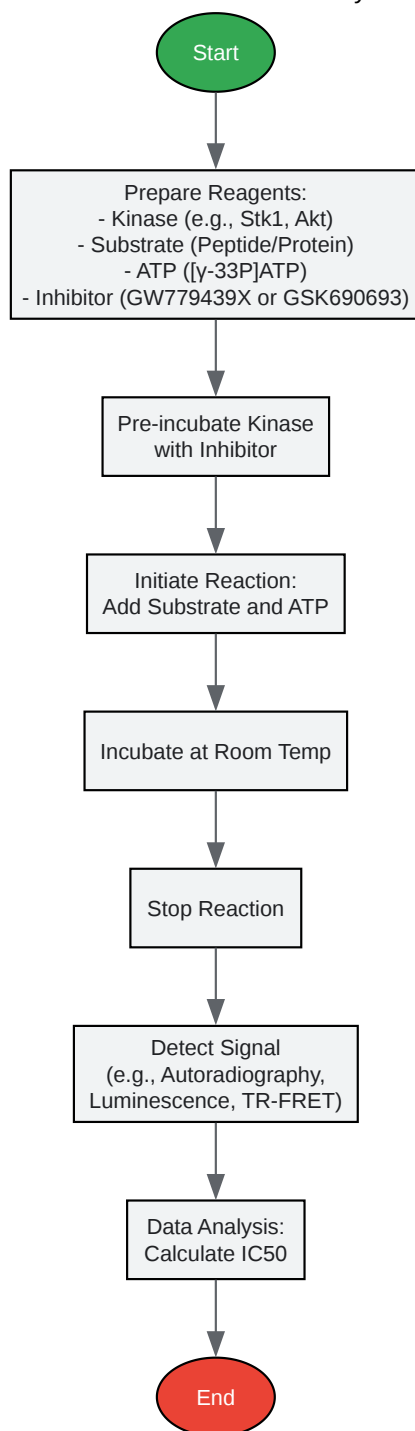 Start
Prepare Reagents:
- Kinase (e.g., Stk1, Akt)
- Substrate (Peptide/Protein)
- ATP ([γ-33P]ATP)
- Inhibitor (GW779439X or GSK690693)
Pre-incubate Kinase
with Inhibitor
Initiate Reaction:
Add Substrate and ATP
Incubate at Room Temp
Stop Reaction
Detect Signal
(e.g., Autoradiography,
Luminescence, TR-FRET)
Data Analysis:
Calculate IC50
End